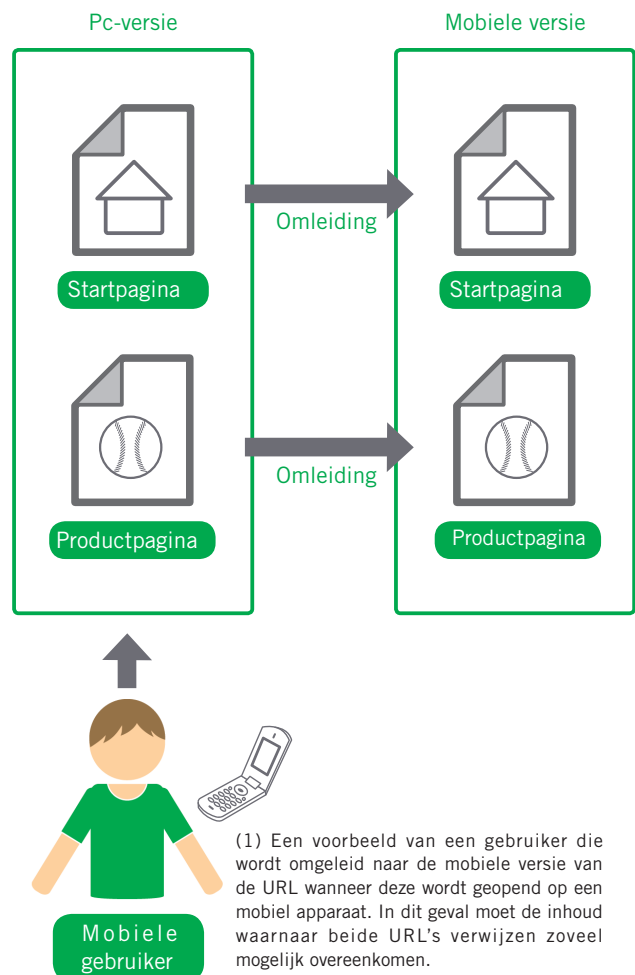 Pc-versie
Mobiele versie
Omleiding
Startpagina
Startpagina
Omleiding
Productpagina
Productpagina
(1) Een voorbeeld van een gebruiker die
wordt omgeleid naar de mobiele versie van
de URL wanneer deze wordt geopend op een
mobiel apparaat. In dit geval moet de inhoud
waarnaar beide URL's verwijzen zoveel
mogelijk overeenkomen.
Mobiele
gebruiker